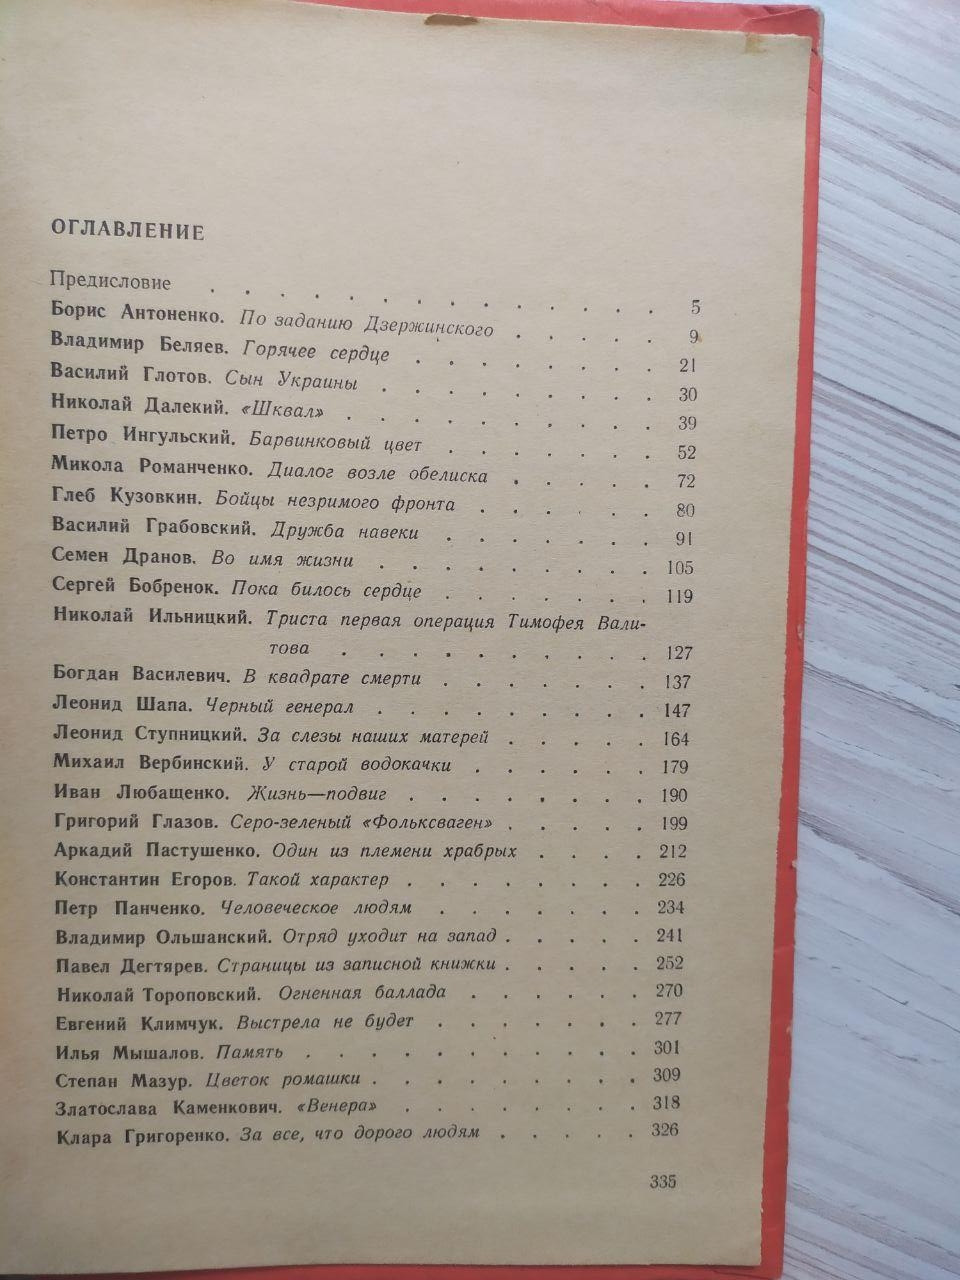 ОГЛАВЛЕНИЕ
Предисловие . . . . . . . . . . . . . 5
Борис Антоненко. По заданию Дзержинского . . . . . 9
Владимир Беляев. Горячее сердце . . . . . . . . 21
Василий Глотов. Сын Украины . . . . . . . . . 30
Николай Далекий. «Шквал» . . . . . . . . . . 39
Петро Ингульский. Барвинковый цвет . . . . . . . 52
Микола Романченко. Диалог возле обелиска . . . . . 72
Глеб Кузовкин. Бойцы незримого фронта . . . . . . 80
Василий Грабовский. Дружба навеки . . . . . . . 91
Семен Дранов. Во имя жизни . . . . . . . . . 105
Сергей Бобренок. Пока билось сердце . . . . . . . 119
Николай Ильницкий. Триста первая операция Тимофея Вали-
това . . . . . . . . . . 127
Богдан Василевич. В квадрате смерти . . . . . . . 137
Леонид Шапа. Черный генерал . . . . . . . . . 147
Леонид Ступницкий. За слезы наших матерей . . . . . 164
Михаил Вербинский. У старой водокачки . . . . . . 179
Иван Любащенко. Жизнь—подвиг . . . . . . . . 190
Григорий Глазов. Серо-зеленый «Фольксваген» . . . . . 199
Аркадий Пастушенко. Один из племени храбрых . . . . 212
Константин Егоров. Такой характер . . . . . . . . 226
Петр Панченко. Человеческое людям . . . . . . . 234
Владимир Ольшанский. Отряд уходит на запад . . . . . 241
Павел Дегтярев. Страницы из записной книжки . . . . . 252
Николай Тороповский. Огненная баллада . . . . . . 270
Евгений Климчук. Выстрела не будет . . . . . . . 277
Илья Мышалов. Память . . . . . . . . . . . 301
Степан Мазур. Цветок ромашки . . . . . . . . . 309
Златослава Каменкович. «Венера» . . . . . . . . 318
Клара Григоренко. За все, что дорого людям . . . . . 326
335